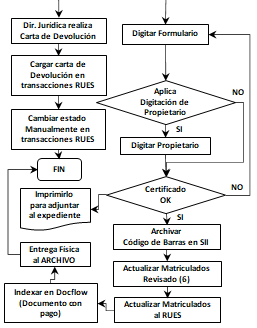 Dir. Jurídica realiza
Carta de Devolución
Cargar carta de
Devolución en
transacciones RUES
Cambiar estado
Manualmente en
transacciones RUES
FIN
Imprimirlo
para adjuntar
al expediente
Entrega Física
al ARCHIVO
Indexar en Docflow
(Documento con
pago)
Digitar Formulario
Aplica
Digitación de
Propietario
NO
SI
Digitar Propietario
Certificado
OK
NO
SI
Archivar
Código de Barras en SII
Actualizar Matriculados
Revisado (6)
Actualizar Matriculados
al RUES